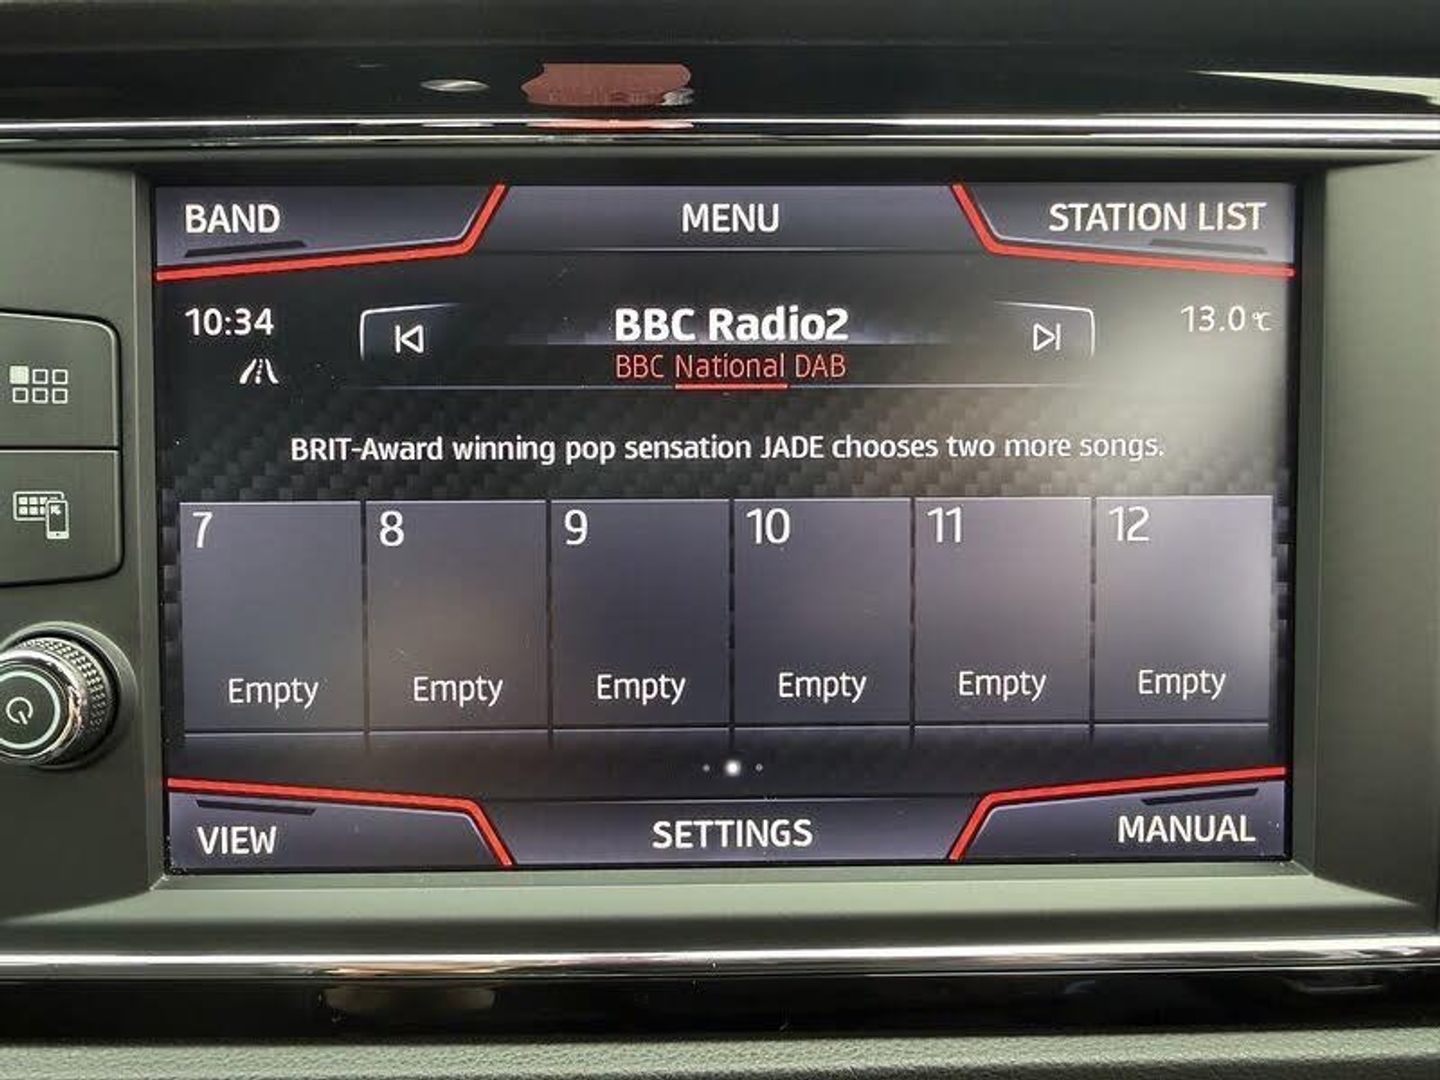 BAND
MENU
STATION LIST
10:34
BBC Radio2
13.0 °C
BBC National DAB
BRIT-Award winning pop sensation JADE chooses two more songs.
7
8
9
10
11
12
Empty
Empty
Empty
Empty
Empty
Empty
VIEW
SETTINGS
MANUAL